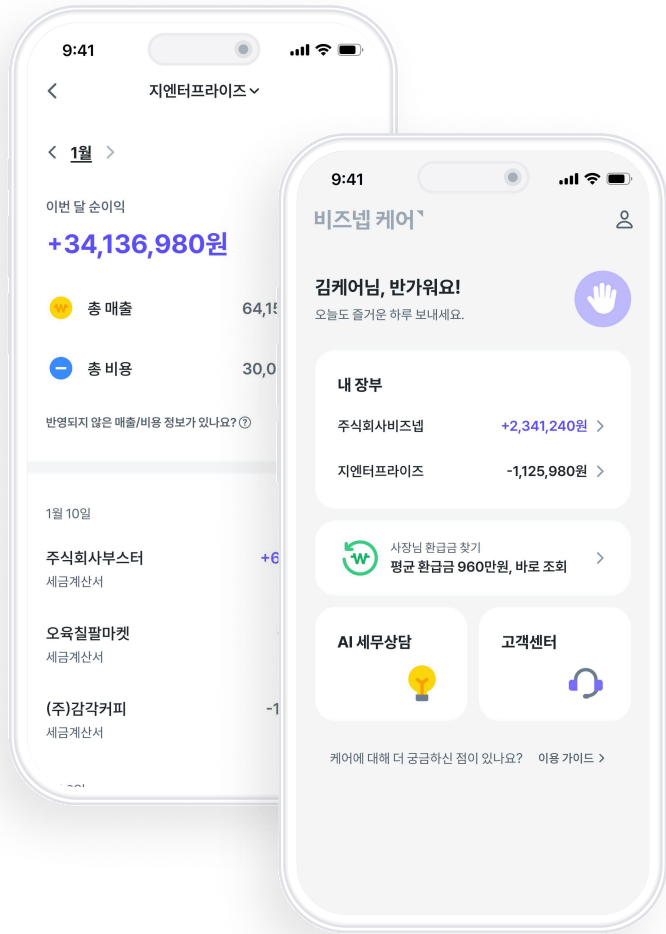 9:41
지엔터프라이즈
1월
이번 달 순이익
+34,136,980원
총 매출 64,15
총 비용 30,0
반영되지 않은 매출/비용 정보가 있나요?
1월 10일
주식회사부스터 +6
세금계산서
오육칠팔마켓
세금계산서
(주)감각커피 -1
세금계산서
9:41
비즈넵 케어
김케어님, 반가워요!
오늘도 즐거운 하루 보내세요.
내 장부
주식회사비즈넵 +2,341,240원
지엔터프라이즈 -1,125,980원
사장님 환급금 찾기
평균 환급금 960만원, 바로 조회
AI 세무상담
고객센터
케어에 대해 더 궁금하신 점이 있나요? 이용 가이드